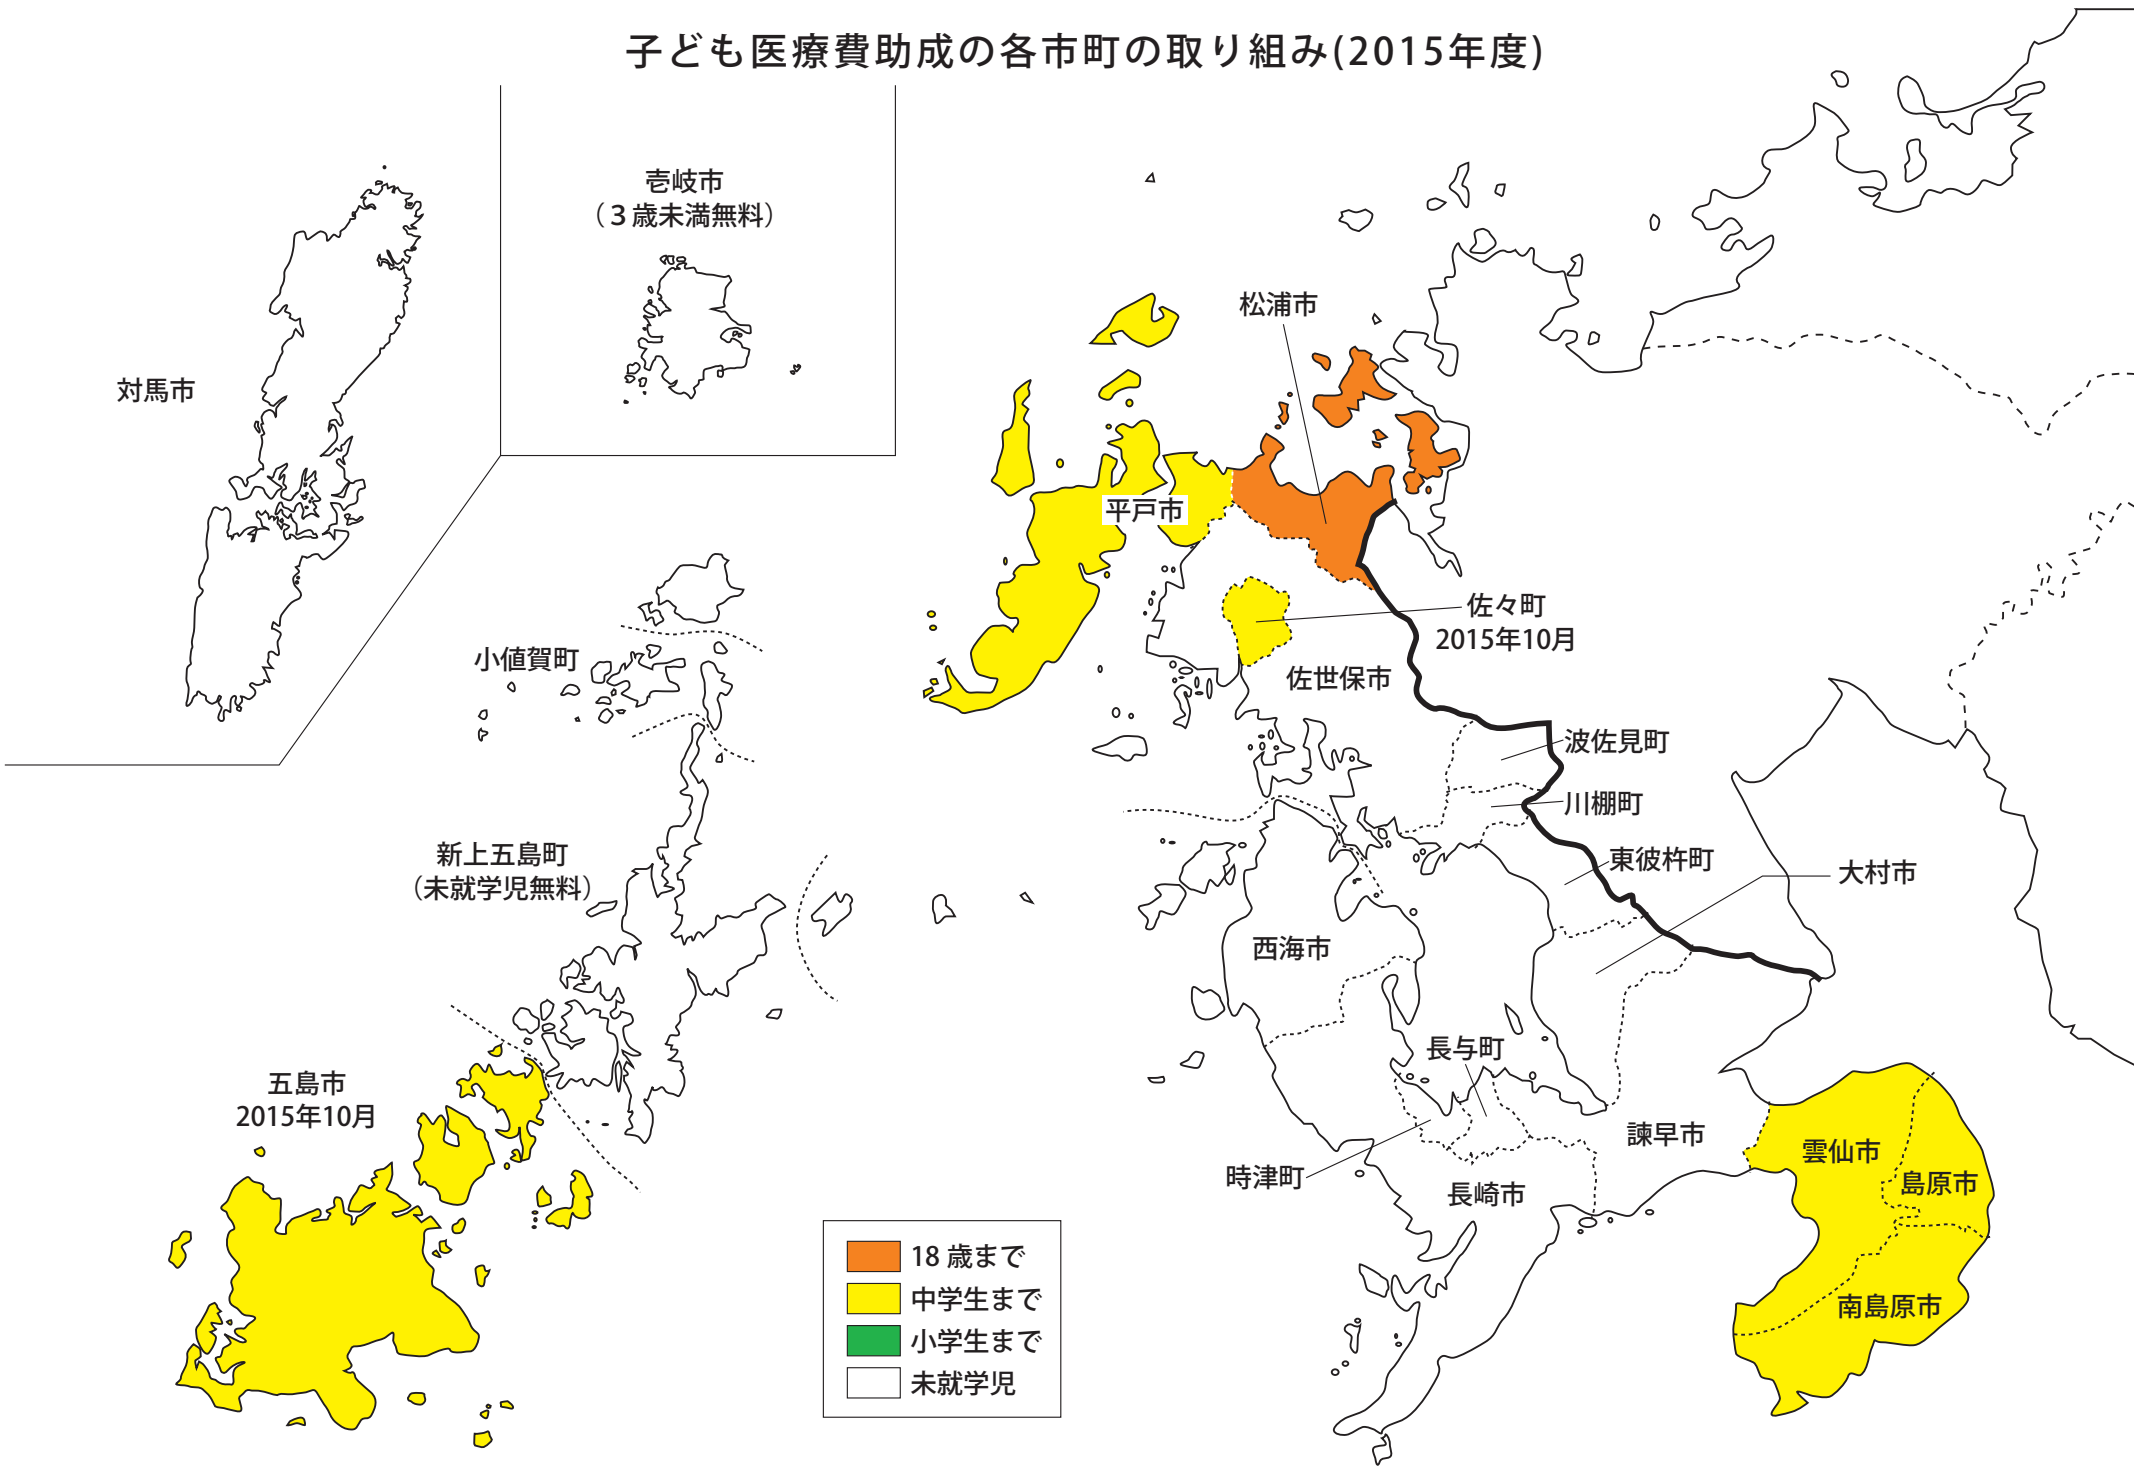 子ども医療費助成の各市町の取り組み(2015年度)
壱岐市
（３歳未満無料）
対馬市
松浦市
平戸市
佐々町
2015年10月
佐世保市
小値賀町
波佐見町
川棚町
東彼杵町
大村市
新上五島町
（未就学児無料）
西海市
長与町
五島市
2015年10月
諫早市
雲仙市
時津町
島原市
長崎市
南島原市
18 歳まで
中学生まで
小学生まで
未就学児